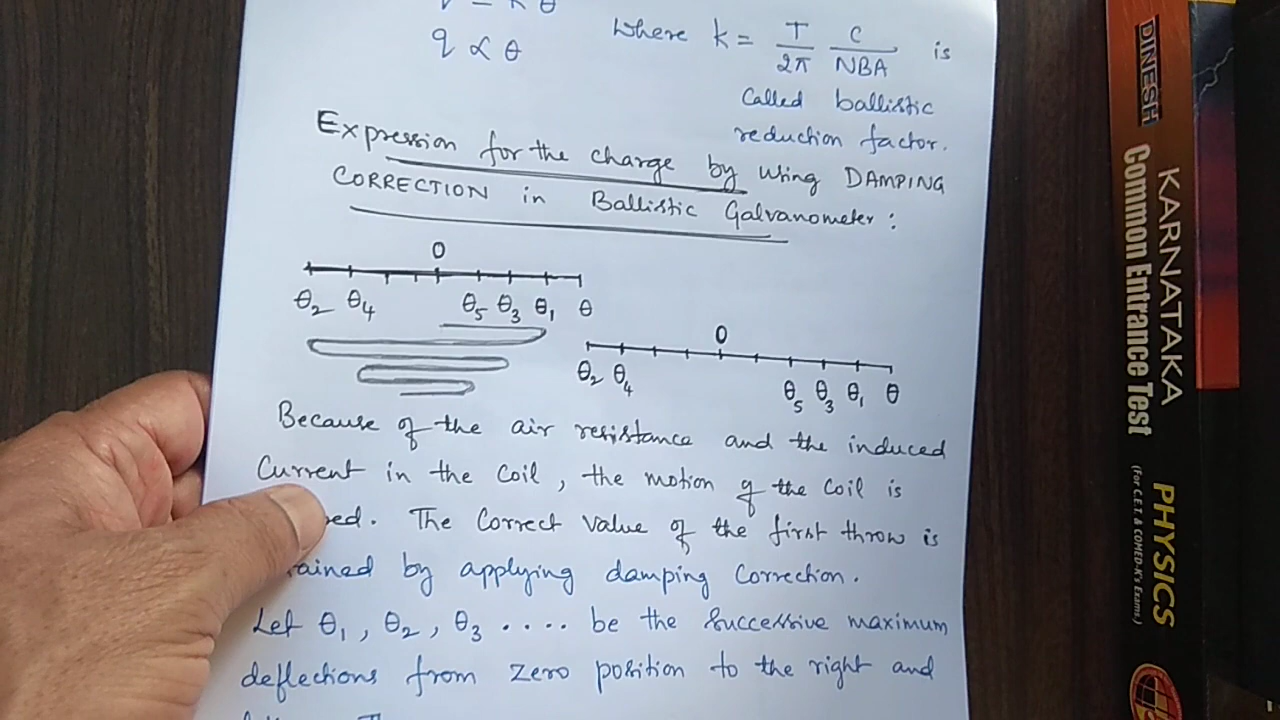 q ∝ θ where k = T/2π C/NBA is
called ballistic
reduction factor.
Expression for the charge by using DAMPING
CORRECTION in Ballistic Galvanometer:
0
θ2 θ4 θ5 θ3 θ1 θ
0
θ2 θ4 θ5 θ3 θ1 θ
Because of the air resistance and the induced
Current in the coil, the motion of the coil is
The Correct value of the first throw is
by applying damping correction.
Let θ1, θ2, θ3 .... be the successive maximum
deflections from zero position to the right and
DINESH
KARNATAKA
Common Entrance Test
PHYSICS
(For C.E.T. & COMED-K's Exams.)